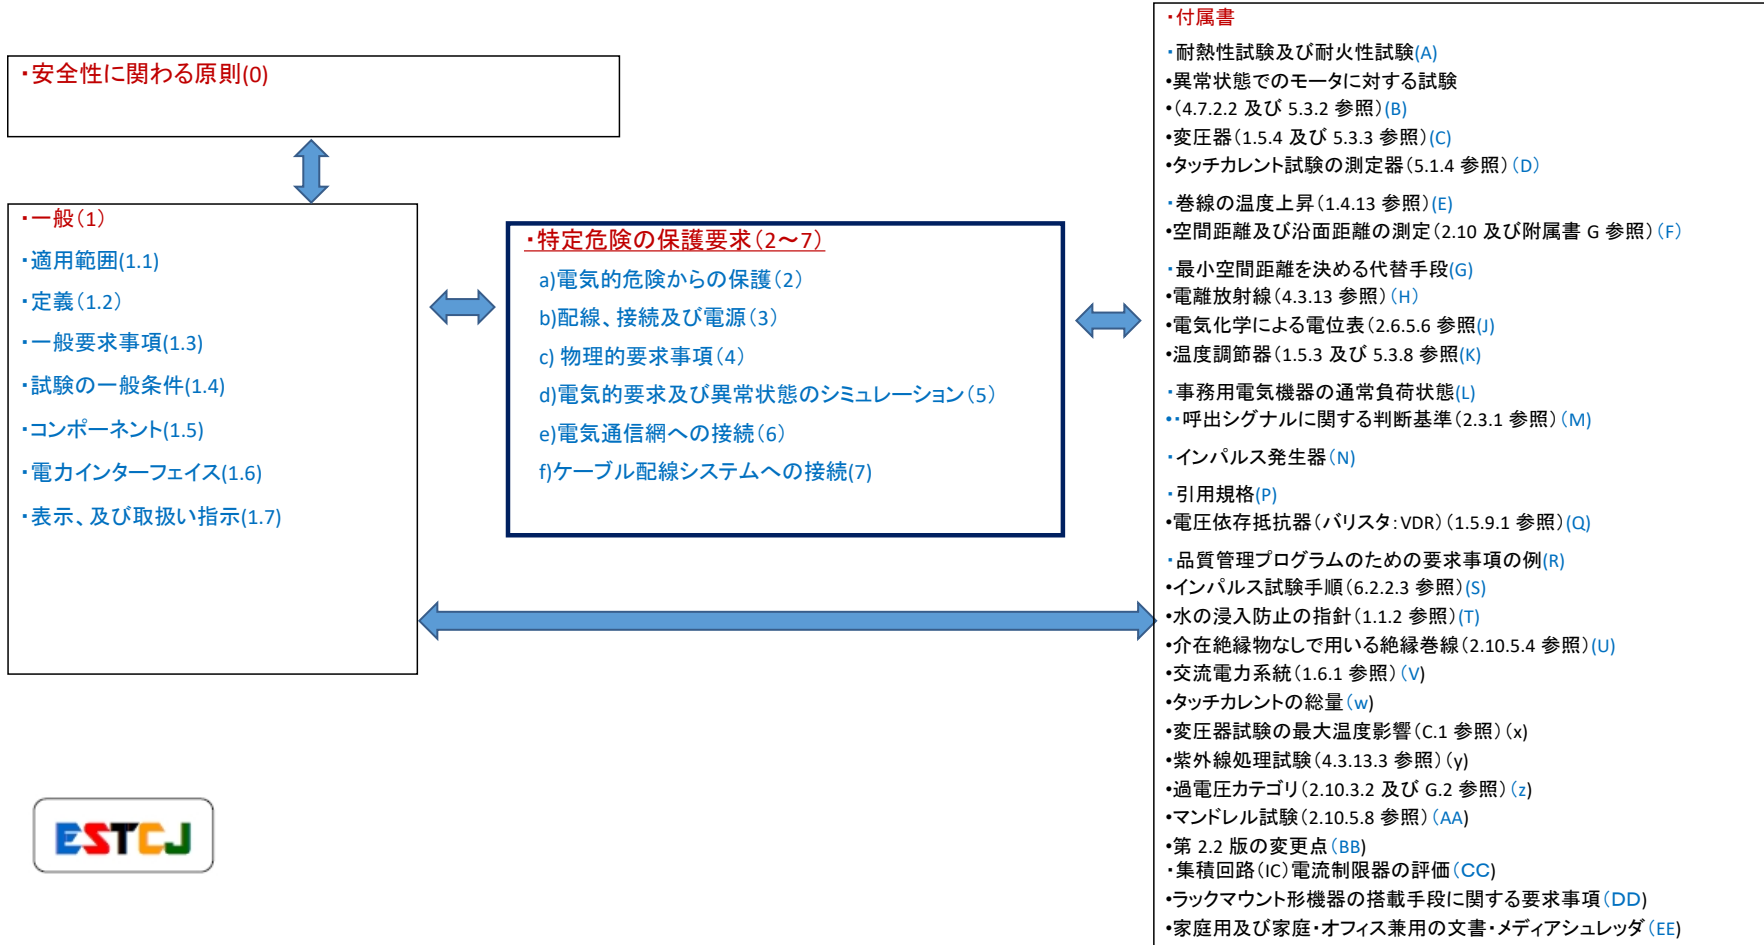 ・安全性に関わる原則(0)
・一般(1)
・適用範囲(1.1)
・定義(1.2)
・一般要求事項(1.3)
・試験の一般条件(1.4)
・コンポーネント(1.5)
・電力インターフェイス(1.6)
・表示、及び取扱い指示(1.7)
・特定危険の保護要求(2～7)
a)電気的危険からの保護(2)
b)配線、接続及び電源(3)
c) 物理的要求事項(4)
d)電気的要求及び異常状態のシミュレーション(5)
e)電気通信網への接続(6)
f)ケーブル配線システムへの接続(7)
・付属書
・耐熱性試験及び耐火性試験(A)
•異常状態でのモータに対する試験
•(4.7.2.2 及び 5.3.2 参照)(B)
•変圧器(1.5.4 及び 5.3.3 参照)(C)
•タッチカレント試験の測定器(5.1.4 参照)(D)
・巻線の温度上昇(1.4.13 参照)(E)
•空間距離及び沿面距離の測定(2.10 及び附属書 G 参照)(F)
・最小空間距離を決める代替手段(G)
•電離放射線(4.3.13 参照)(H)
•電気化学による電位表(2.6.5.6 参照(J)
•温度調節器(1.5.3 及び 5.3.8 参照(K)
・事務用電気機器の通常負荷状態(L)
•・呼出シグナルに関する判断基準(2.3.1 参照)(M)
・インパルス発生器(N)
・引用規格(P)
•電圧依存抵抗器(バリスタ:VDR)(1.5.9.1 参照)(Q)
・品質管理プログラムのための要求事項の例(R)
•インパルス試験手順(6.2.2.3 参照)(S)
•水の浸入防止の指針(1.1.2 参照)(T)
•介在絶縁物なしで用いる絶縁巻線(2.10.5.4 参照)(U)
•交流電力系統(1.6.1 参照)(V)
•タッチカレントの総量(w)
•変圧器試験の最大温度影響(C.1 参照)(x)
•紫外線処理試験(4.3.13.3 参照)(y)
•過電圧カテゴリ(2.10.3.2 及び G.2 参照)(z)
•マンドレル試験(2.10.5.8 参照)(AA)
•第 2.2 版の変更点(BB)
・集積回路(IC)電流制限器の評価(CC)
•ラックマウント形機器の搭載手段に関する要求事項(DD)
•家庭用及び家庭・オフィス兼用の文書・メディアシュレッダ(EE)
ESTCJ